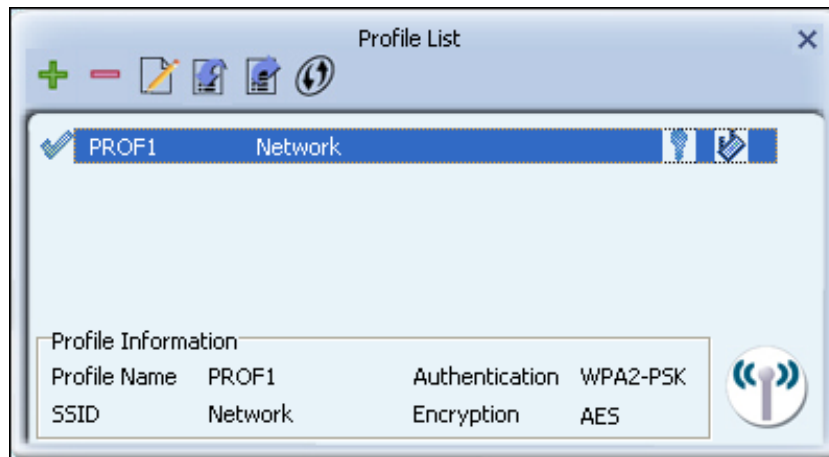 Profile List
PROF1 Network
Profile Information
Profile Name PROF1 Authentication WPA2-PSK
SSID Network Encryption AES